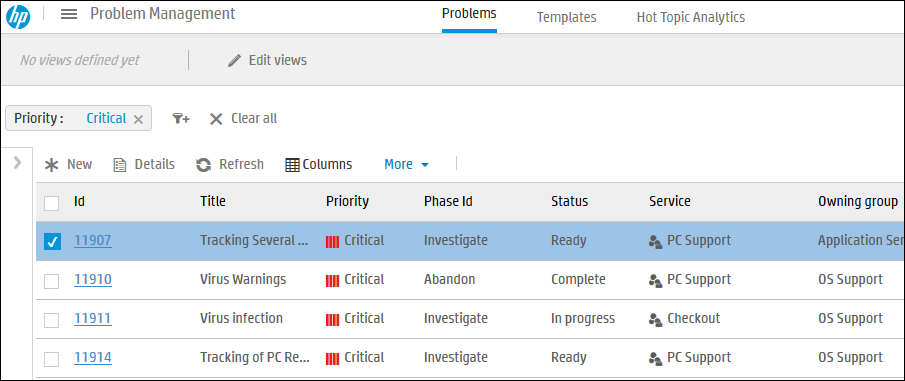 hp Problem Management Problems Templates Hot Topic Analytics
No views defined yet Edit views
Priority : Critical Clear all
New Details Refresh Columns More
Id Title Priority Phase Id Status Service Owning group
11907 Tracking Several ... Critical Investigate Ready PC Support Application Ser
11910 Virus Warnings Critical Abandon Complete PC Support OS Support
11911 Virus infection Critical Investigate In progress Checkout OS Support
11914 Tracking of PC Re... Critical Investigate Ready PC Support OS Support